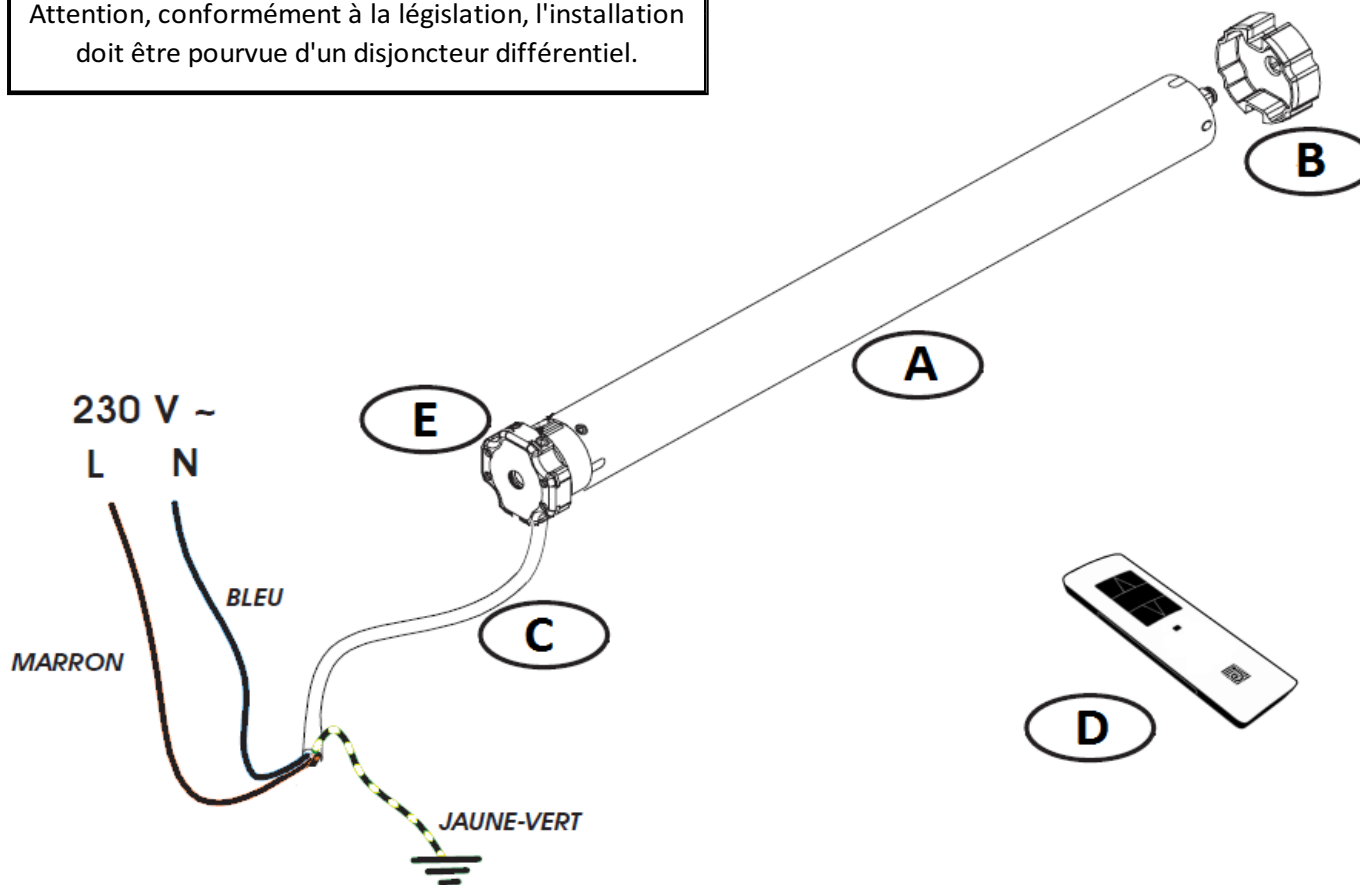 Attention, conformément à la législation, l'installation
doit être pourvue d'un disjoncteur différentiel.
B
A
E
230 V ~
L N
BLEU
MARRON
C
D
JAUNE-VERT